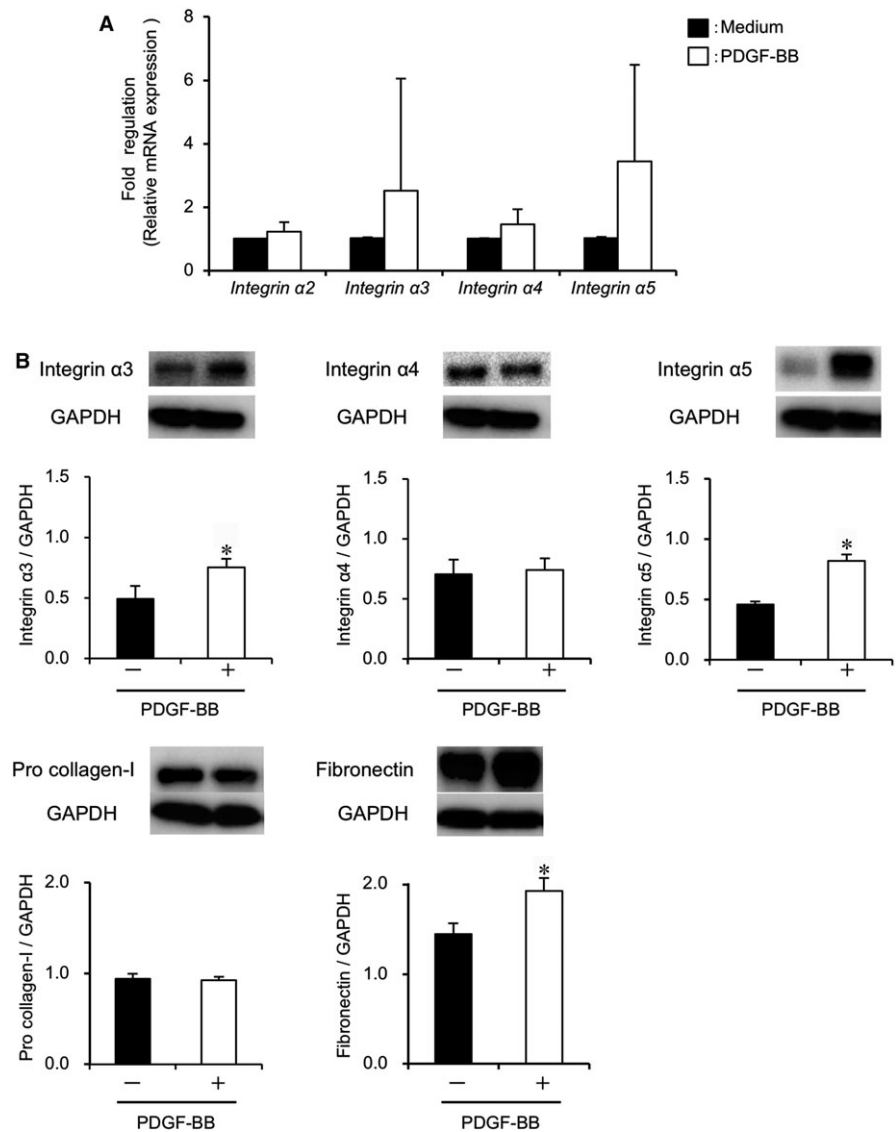 A
■ : Medium
□ : PDGF-BB
Fold regulation
(Relative mRNA expression)
8
6
4
2
0
Integrin α2 Integrin α3 Integrin α4 Integrin α5
B
Integrin α3
GAPDH
Integrin α3 / GAPDH
1.5
1.0
0.5
0.0
*
— +
PDGF-BB
Integrin α4
GAPDH
Integrin α4 / GAPDH
1.5
1.0
0.5
0.0
— +
PDGF-BB
Integrin α5
GAPDH
Integrin α5 / GAPDH
1.5
1.0
0.5
0.0
*
— +
PDGF-BB
Pro collagen-I
GAPDH
Pro collagen-I / GAPDH
2.0
1.0
0.0
— +
PDGF-BB
Fibronectin
GAPDH
Fibronectin / GAPDH
2.0
1.0
0.0
*
— +
PDGF-BB